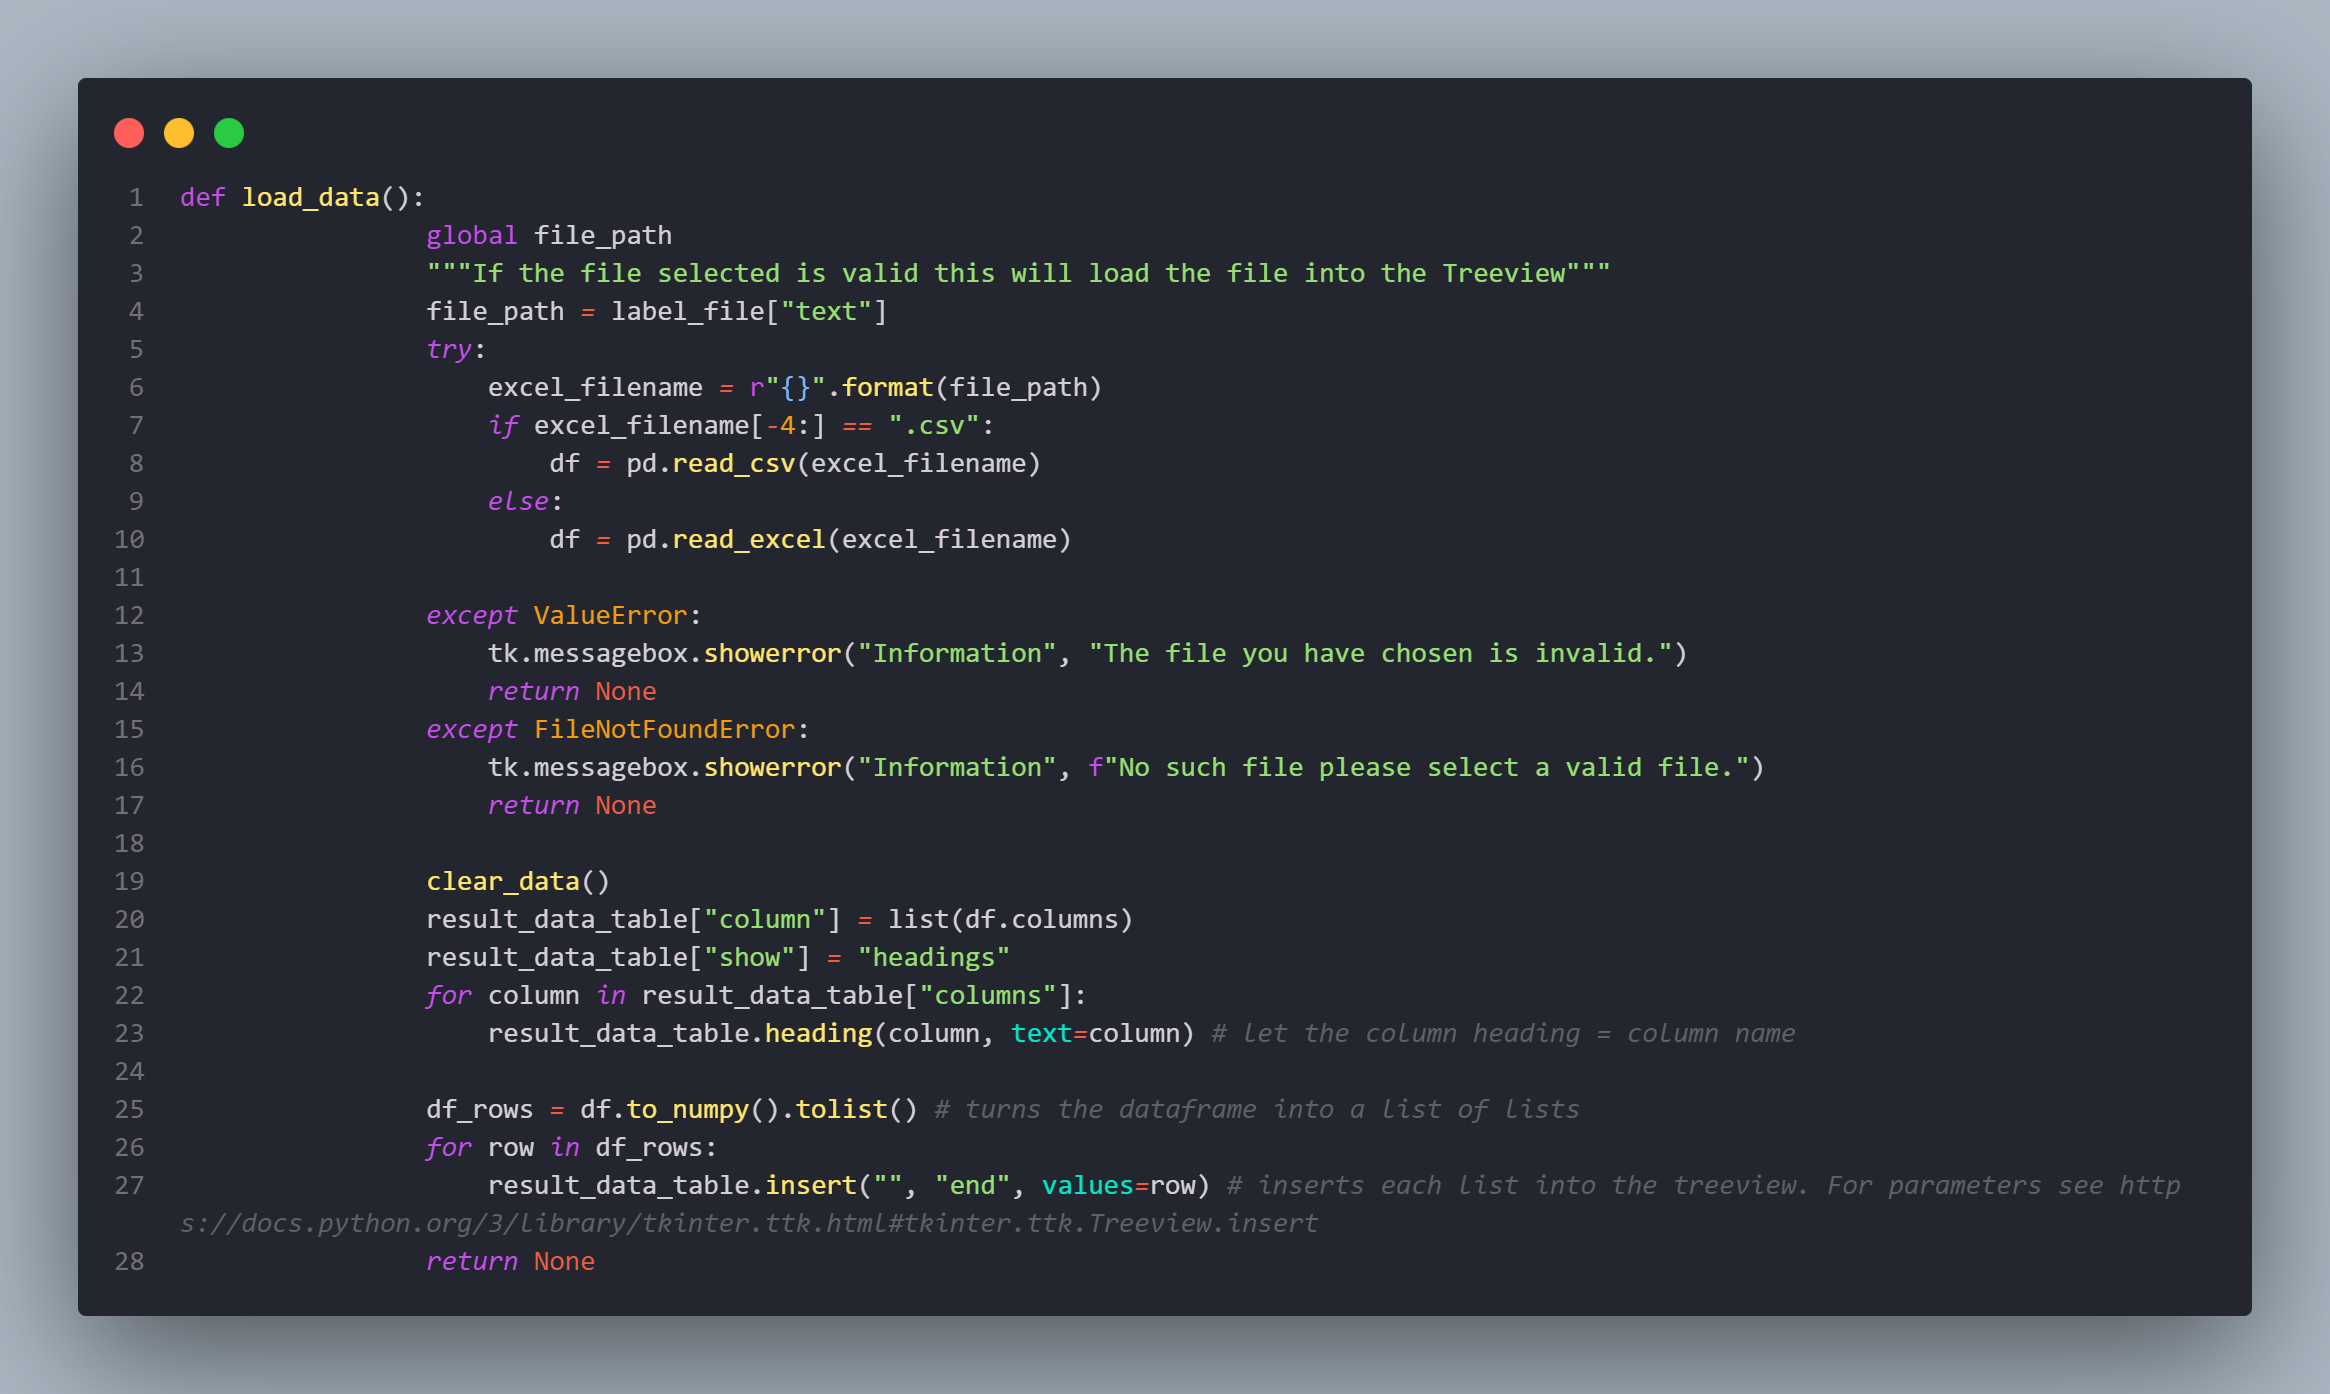 1 def load_data():
2                 global file_path
3                 """If the file selected is valid this will load the file into the Treeview"""
4                 file_path = label_file["text"]
5                 try:
6                     excel_filename = r"{}".format(file_path)
7                     if excel_filename[-4:] == ".csv":
8                         df = pd.read_csv(excel_filename)
9                     else:
10                         df = pd.read_excel(excel_filename)
11
12                 except ValueError:
13                     tk.messagebox.showerror("Information", "The file you have chosen is invalid.")
14                     return None
15                 except FileNotFoundError:
16                     tk.messagebox.showerror("Information", f"No such file please select a valid file.")
17                     return None
18
19                 clear_data()
20                 result_data_table["column"] = list(df.columns)
21                 result_data_table["show"] = "headings"
22                 for column in result_data_table["columns"]:
23                     result_data_table.heading(column, text=column) # let the column heading = column name
24
25                 df_rows = df.to_numpy().tolist() # turns the dataframe into a list of lists
26                 for row in df_rows:
27                     result_data_table.insert("", "end", values=row) # inserts each list into the treeview. For parameters see http
s://docs.python.org/3/library/tkinter.ttk.html#tkinter.ttk.Treeview.insert
28                 return None